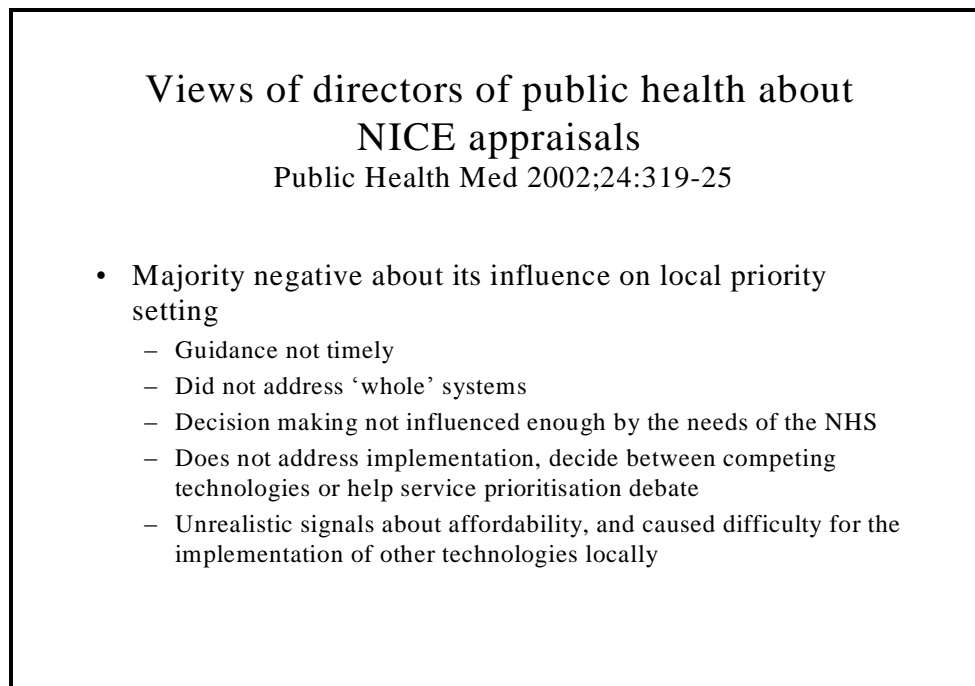 Views of directors of public health about
NICE appraisals
Public Health Med 2002;24:319-25
• Majority negative about its influence on local priority
setting
– Guidance not timely
– Did not address ‘whole’ systems
– Decision making not influenced enough by the needs of the NHS
– Does not address implementation, decide between competing
technologies or help service prioritisation debate
– Unrealistic signals about affordability, and caused difficulty for the
implementation of other technologies locally